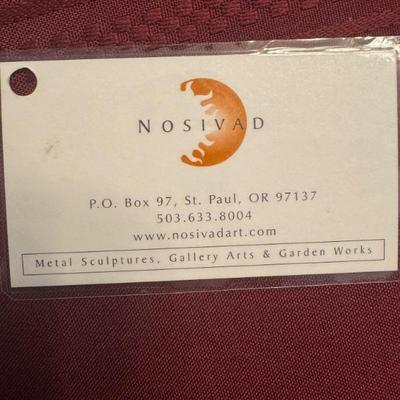 NOSIVAD
P.O. Box 97, St. Paul, OR 97137
503.633.8004
www.nosivadart.com
Metal Sculptures, Gallery Arts & Garden Works